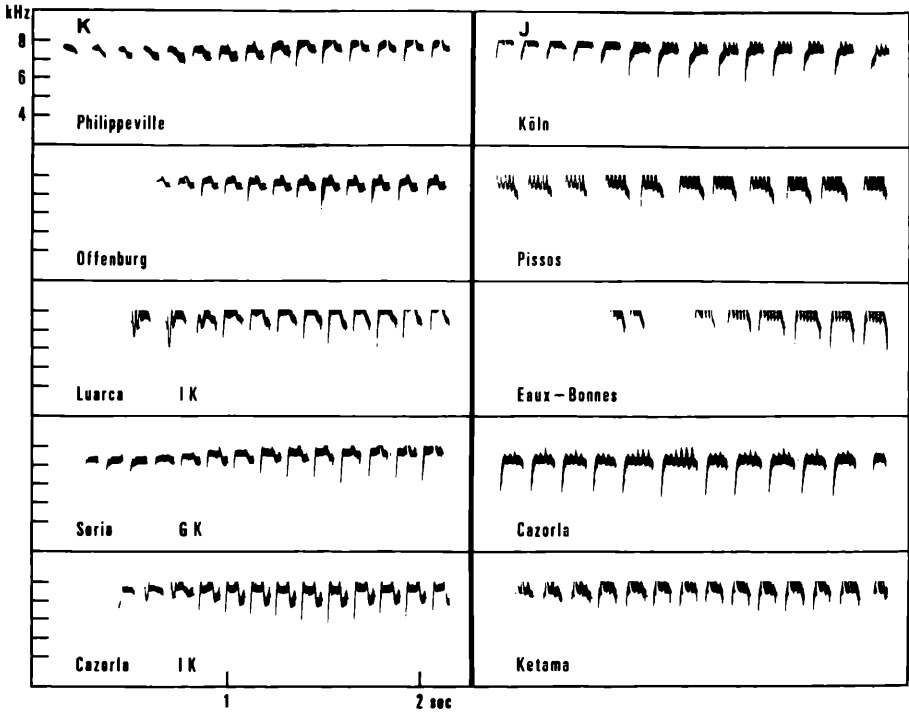 kHz
K
J
8
6
4
Philippeville
Köln
Offenburg
Pissos
Luarca I K
Eaux-Bonnes
Soria G K
Cazorla
Cazorla I K
Ketama
1
2 sec